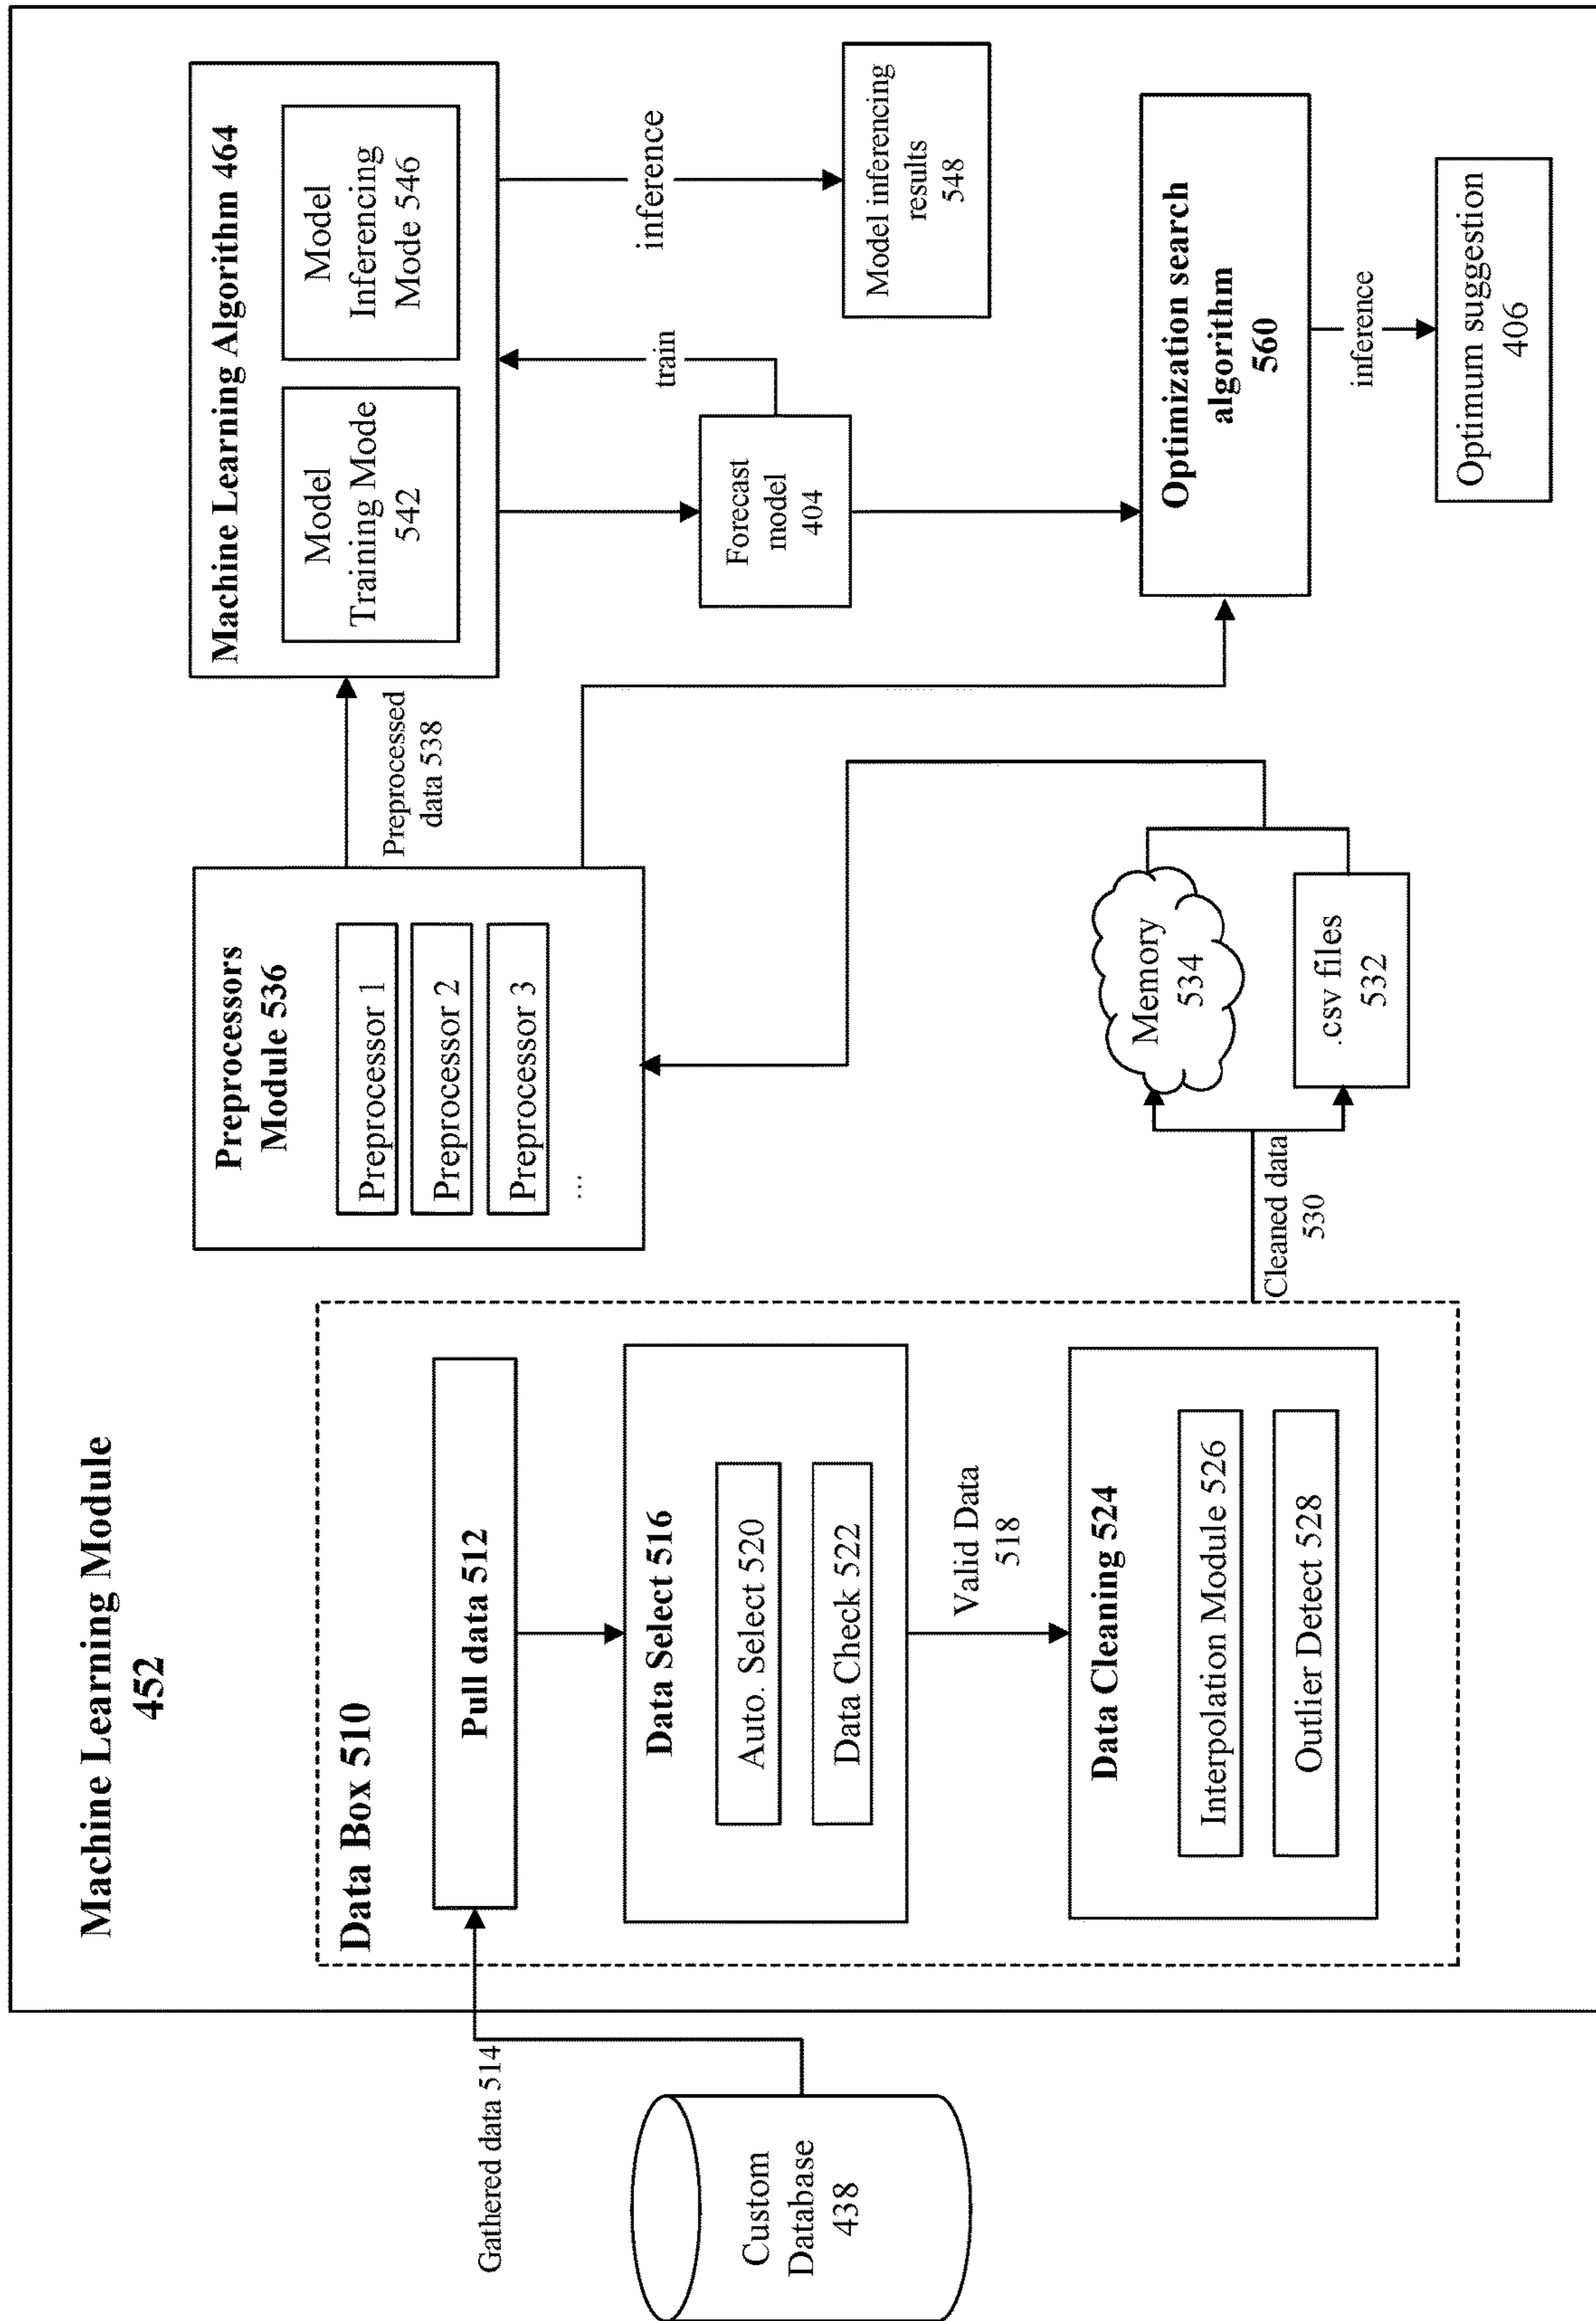 Machine Learning Module
452
Gathered data 514
Custom
Database
438
Data Box 510
Pull data 512
Data Select 516
Auto. Select 520
Data Check 522
Valid Data
518
Data Cleaning 524
Interpolation Module 526
Outlier Detect 528
Cleaned data
530
Memory
534
.csv files
532
Preprocessors
Module 536
Preprocessor 1
Preprocessor 2
Preprocessor 3
...
Preprocessed
data 538
Machine Learning Algorithm 464
Model
Training Mode
542
Model
Inferencing
Mode 546
train
inference
Forecast
model
404
Model inferencing
results
548
Optimization search
algorithm
560
inference
Optimum suggestion
406